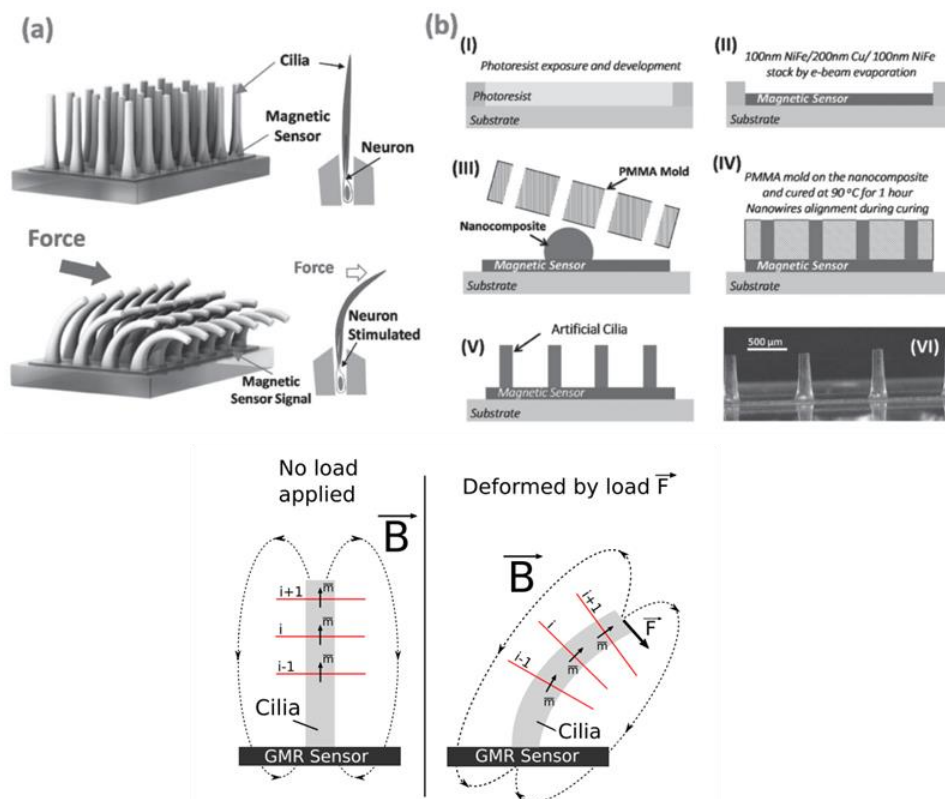 (a)
Cilia
Magnetic
Sensor
Neuron
Force
Force
Neuron
Stimulated
Magnetic
Sensor Signal
(b)
(I)
Photoresist exposure and development
Photoresist
Substrate
(II)
100nm NiFe/200nm Cu/ 100nm NiFe
stack by e-beam evaporation
Magnetic Sensor
Substrate
(III)
PMMA Mold
Nanocomposite
Magnetic Sensor
Substrate
(IV)
PMMA mold on the nanocomposite
and cured at 90 °C for 1 hour
Nanowires alignment during curing
Magnetic Sensor
Substrate
(V)
Artificial Cilia
Magnetic Sensor
Substrate
500 µm
(VI)
No load
applied
B
i+1
m
i
m
i-1
m
Cilia
GMR Sensor
Deformed by load F
B
i+1
i
F
m
i-1
m
m
Cilia
GMR Sensor